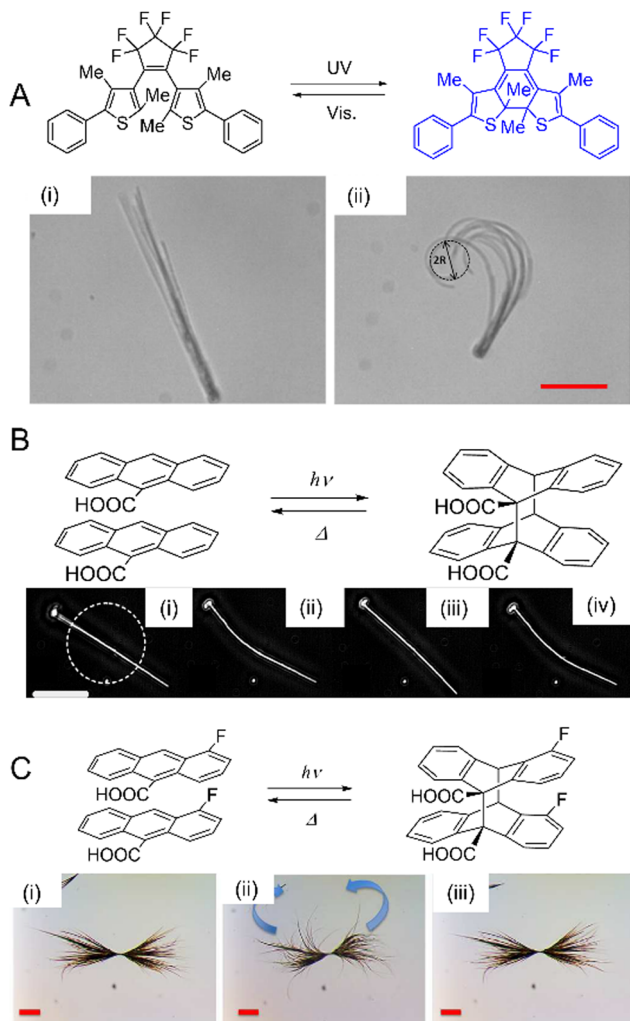 A
F F F F F F
Me Me Me Me
S S
UV
Vis.
F F F F F F
Me Me Me Me
S S
(i)
(ii)
2R
B
HOOC
HOOC
hν
Δ
HOOC
HOOC
(i)
(ii)
(iii)
(iv)
C
F
HOOC
F
HOOC
hν
Δ
F
HOOC
F
HOOC
(i)
(ii)
(iii)